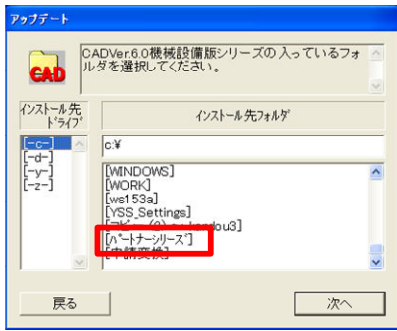 アップデート
CADVer.6.0機械設備版シリーズの入っているフォ
ルダを選択してください。
CAD
インストール先
ﾄﾞﾗｲﾌﾞ
インストール先フォルダ
[-c-]
[-d-]
[-y-]
[-z-]
c:¥
[WINDOWS]
[WORK]
[ws153a]
[YSS_Settings]
[ﾊﾟｰﾄﾅｰｼﾘｰｽﾞ]
[申請変換]
戻る
次へ